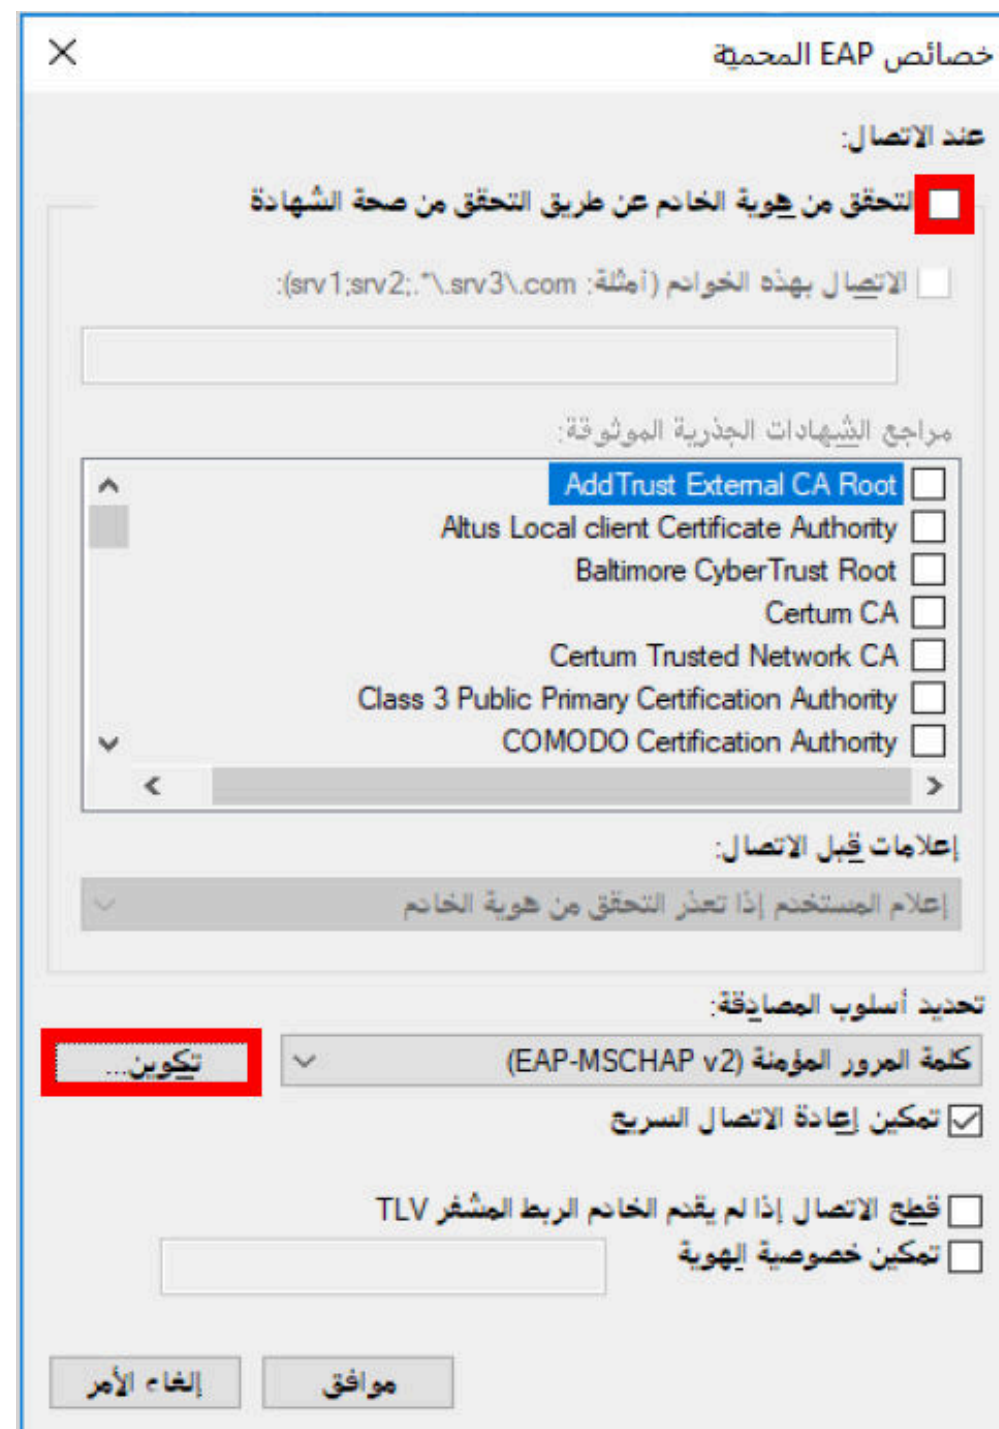 خصائص EAP المحمية
عند الاتصال:
التحقق من هوية الخادم عن طريق التحقق من صحة الشهادة
الاتصال بهذه الخوادم (أمثلة: srv1;srv2;.*\.srv3\.com):
مراجع الشهادات الجذرية الموثوقة:
AddTrust External CA Root
Altus Local client Certificate Authority
Baltimore CyberTrust Root
Certum CA
Certum Trusted Network CA
Class 3 Public Primary Certification Authority
COMODO Certification Authority
إعلامات قبل الاتصال:
إعلام المستخدم إذا تعذر التحقق من هوية الخادم
تحديد أسلوب المصادقة:
كلمة المرور المؤمنة (EAP-MSCHAP v2) تكوين...
تمكين إعادة الاتصال السريع
قطع الاتصال إذا لم يقدم الخادم الربط المشفر TLV
تمكين خصوصية الهوية
موافق إلغاء الأمر